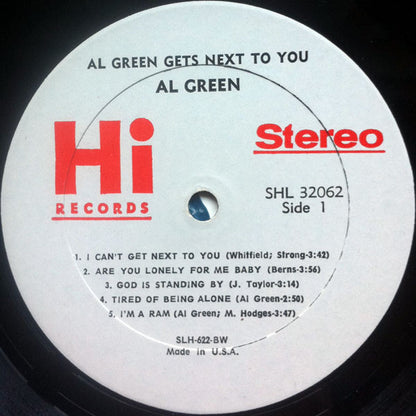 AL GREEN GETS NEXT TO YOU
AL GREEN
Hi
RECORDS
Stereo
SHL 32062
Side 1
1. I CAN'T GET NEXT TO YOU (Whitfield; Strong-3:42)
2. ARE YOU LONELY FOR ME BABY (Berns-3:56)
3. GOD IS STANDING BY (J. Taylor-3:14)
4. TIRED OF BEING ALONE (Al Green-2:50)
5. I'M A RAM (Al Green; M. Hodges-3:47)
SLH-622-BW
Made in U.S.A.